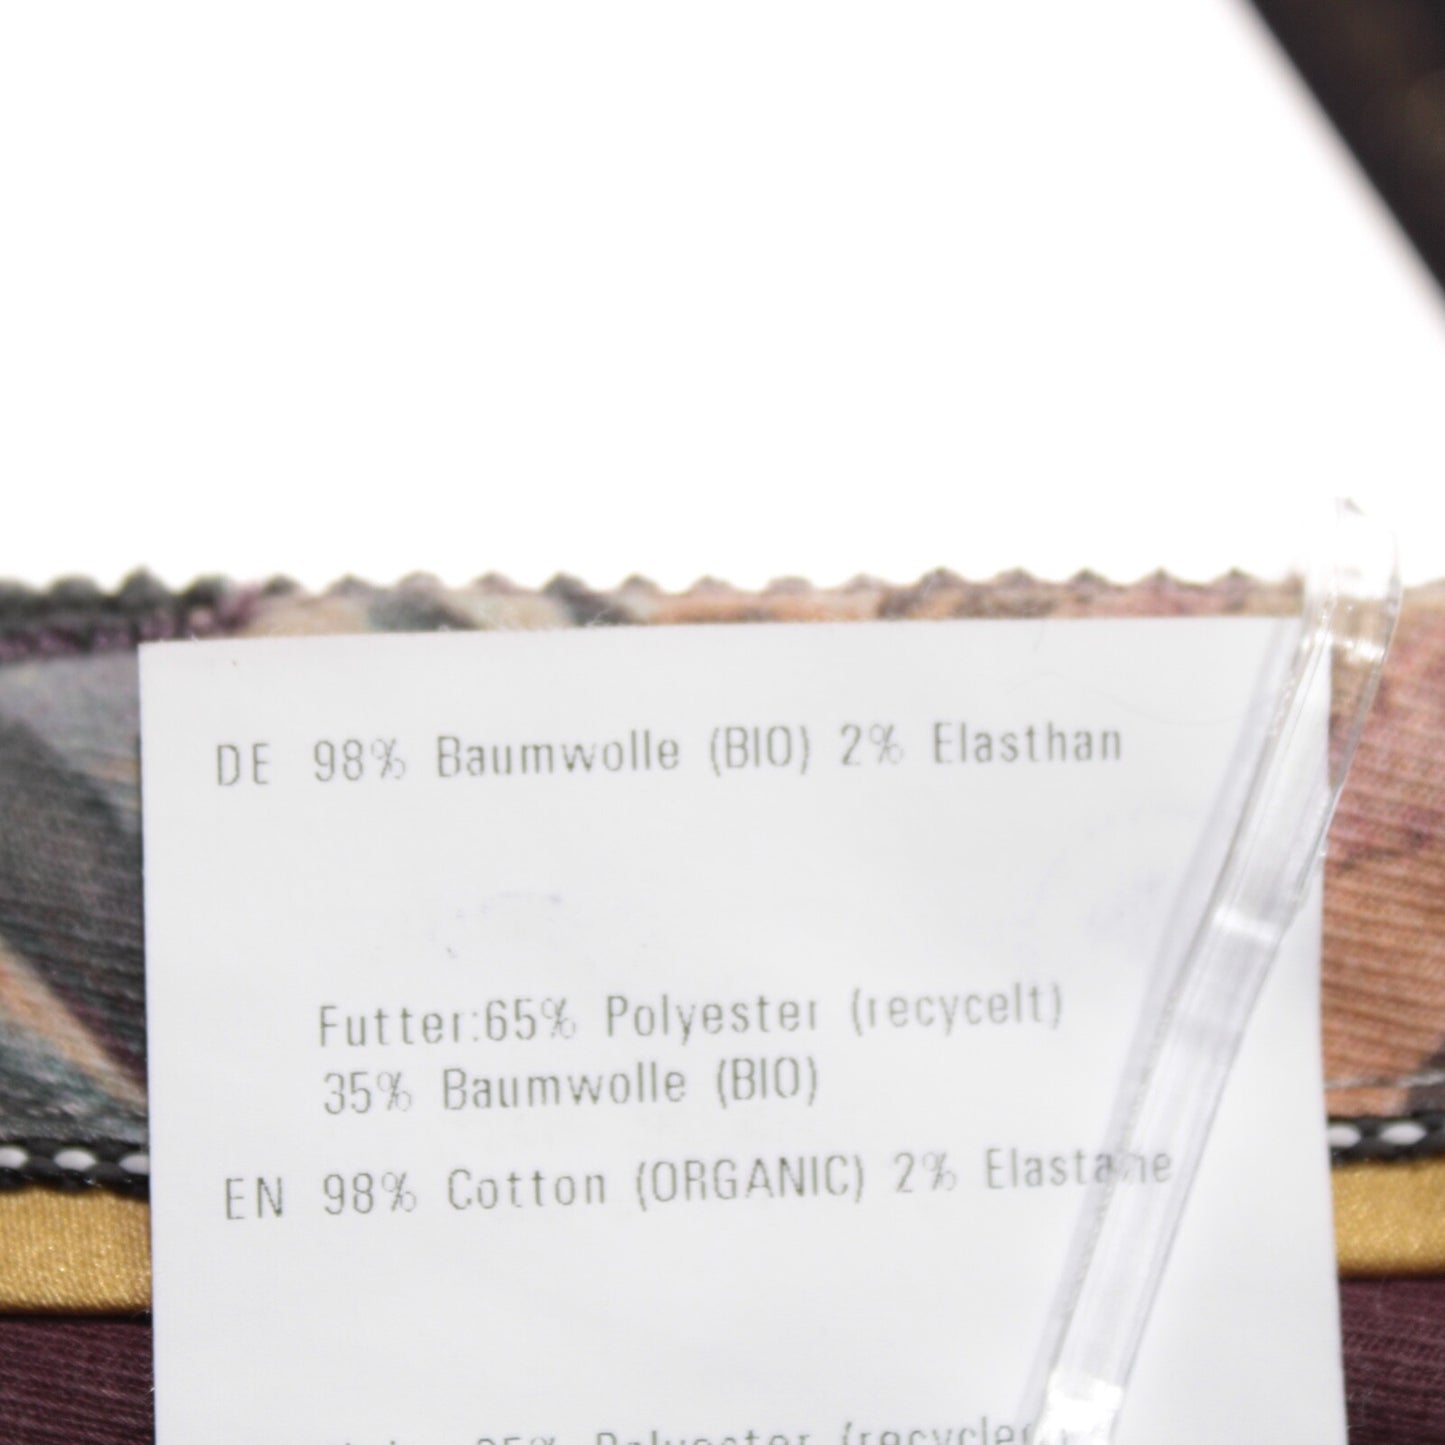 DE 98% Baumwolle (BIO) 2% Elasthan
Futter:65% Polyester (recycelt)
35% Baumwolle (BIO)
EN 98% Cotton (ORGANIC) 2% Elastane
Polyester